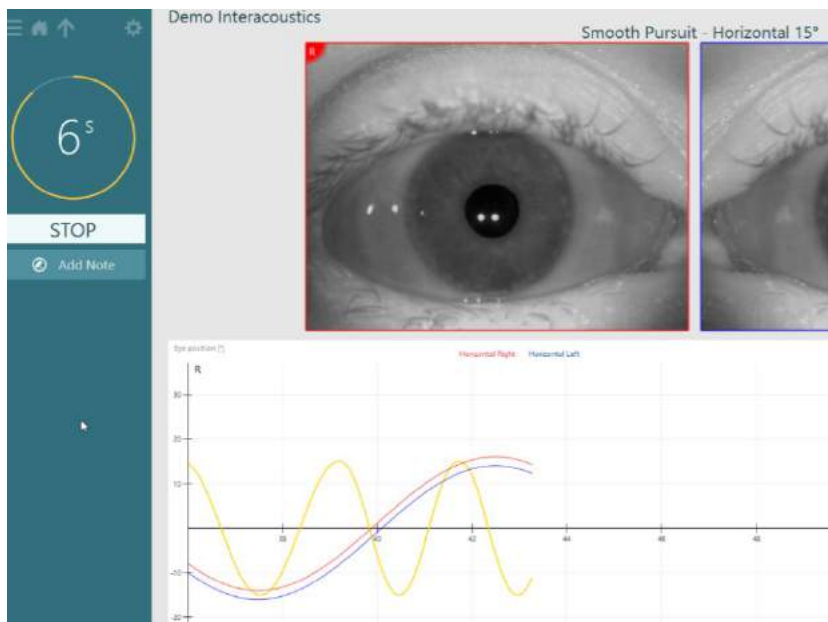 Demo Interacoustics
Smooth Pursuit - Horizontal 15°
R
6 s
STOP
Add Note
Eye position [°]
Horizontal Right
Horizontal Left
R
30
20
10
-10
-20
38
40
42
44
46
48